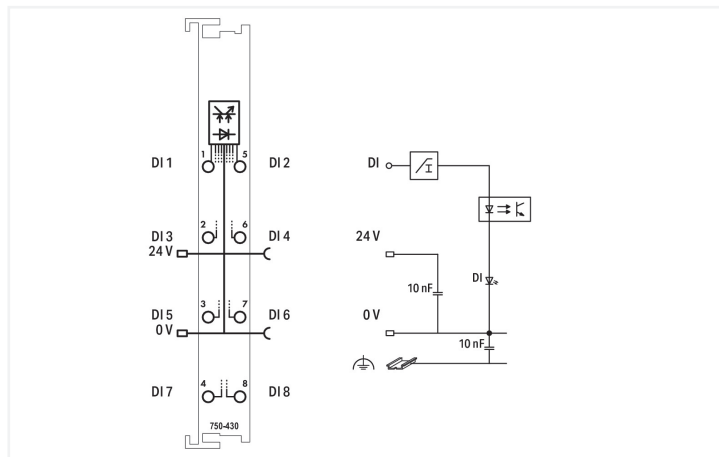 1 5
DI 1 DI 2 DI
2 6
DI 3 DI 4 24 V
24 V
DI
10 nF
3 7
DI 5 DI 6 0 V
0 V
10 nF
4 8
DI 7 DI 8
750-430